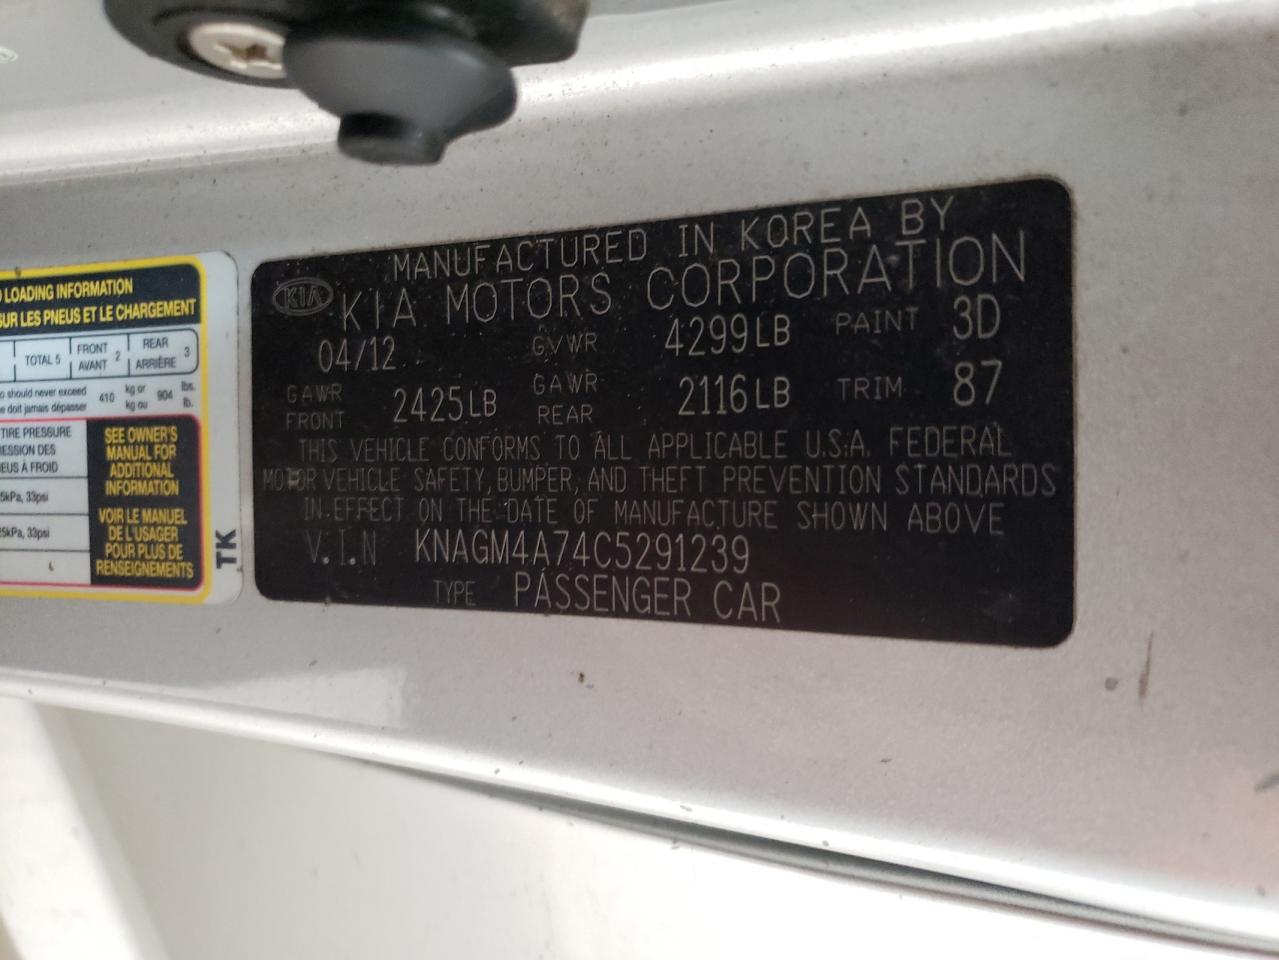 KIA
MANUFACTURED IN KOREA BY
KIA MOTORS CORPORATION
04/12 GVWR 4299LB PAINT 3D
GAWR FRONT 2425LB GAWR REAR 2116LB TRIM 87
THIS VEHICLE CONFORMS TO ALL APPLICABLE U.S.A. FEDERAL
MOTOR VEHICLE SAFETY, BUMPER, AND THEFT PREVENTION STANDARDS
IN EFFECT ON THE DATE OF MANUFACTURE SHOWN ABOVE
V.I.N KNAGM4A74C5291239
TYPE PASSENGER CAR
LOADING INFORMATION
SUR LES PNEUS ET LE CHARGEMENT
TOTAL 5 FRONT AVANT 2 REAR ARRIÈRE 3
should never exceed 410 kg or 904 lbs.
doit jamais dépasser kg ou lb.
TIRE PRESSURE
DES
À FROID
5kPa, 33psi
25kPa, 33psi
SEE OWNER'S
MANUAL FOR
ADDITIONAL
INFORMATION
VOIR LE MANUEL
DE L'USAGER
POUR PLUS DE
RENSEIGNEMENTS
TK